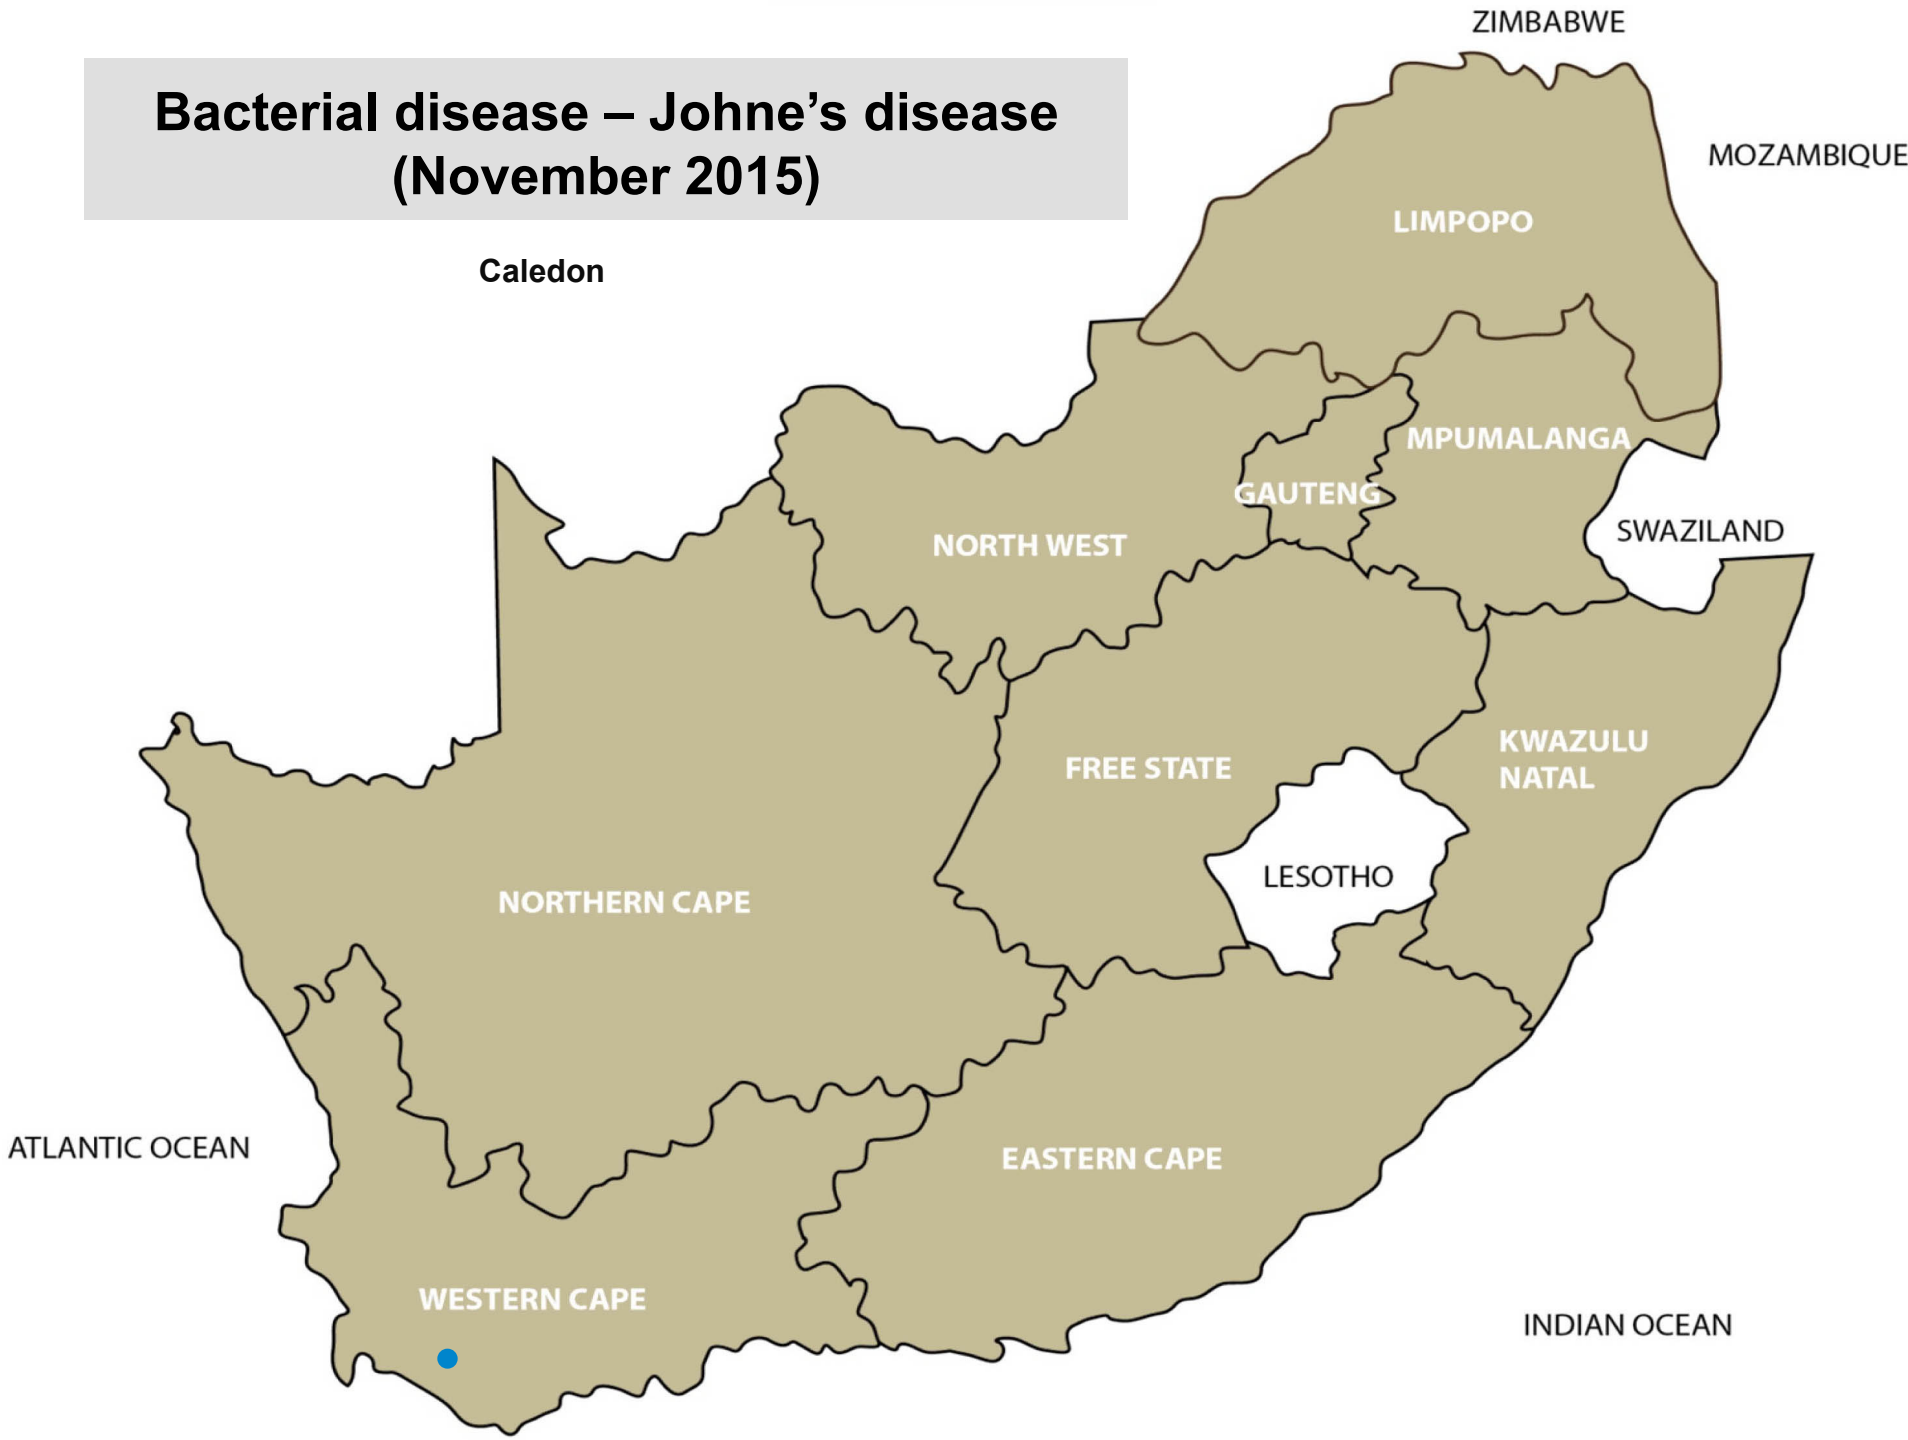 ZIMBABWE
Bacterial disease – Johne’s disease
(November 2015)
MOZAMBIQUE
LIMPOPO
Caledon
MPUMALANGA
GAUTENG
SWAZILAND
NORTH WEST
KWAZULU
NATAL
FREE STATE
LESOTHO
NORTHERN CAPE
ATLANTIC OCEAN
EASTERN CAPE
WESTERN CAPE
INDIAN OCEAN